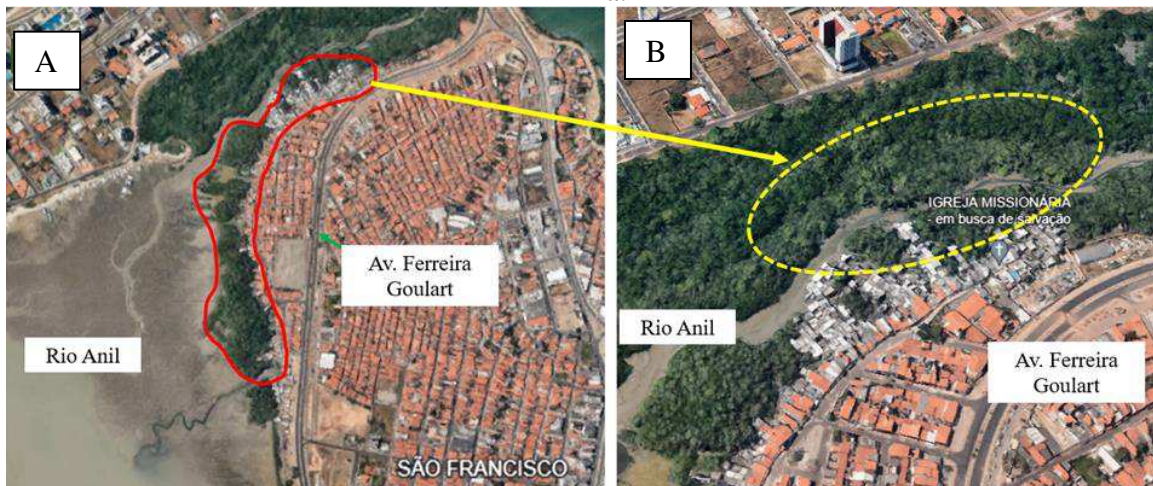 A
Av. Ferreira
Goulart
Rio Anil
SÃO FRANCISCO
B
IGREJA MISSIONÁRIA
- em busca de salvação
Rio Anil
Av. Ferreira
Goulart